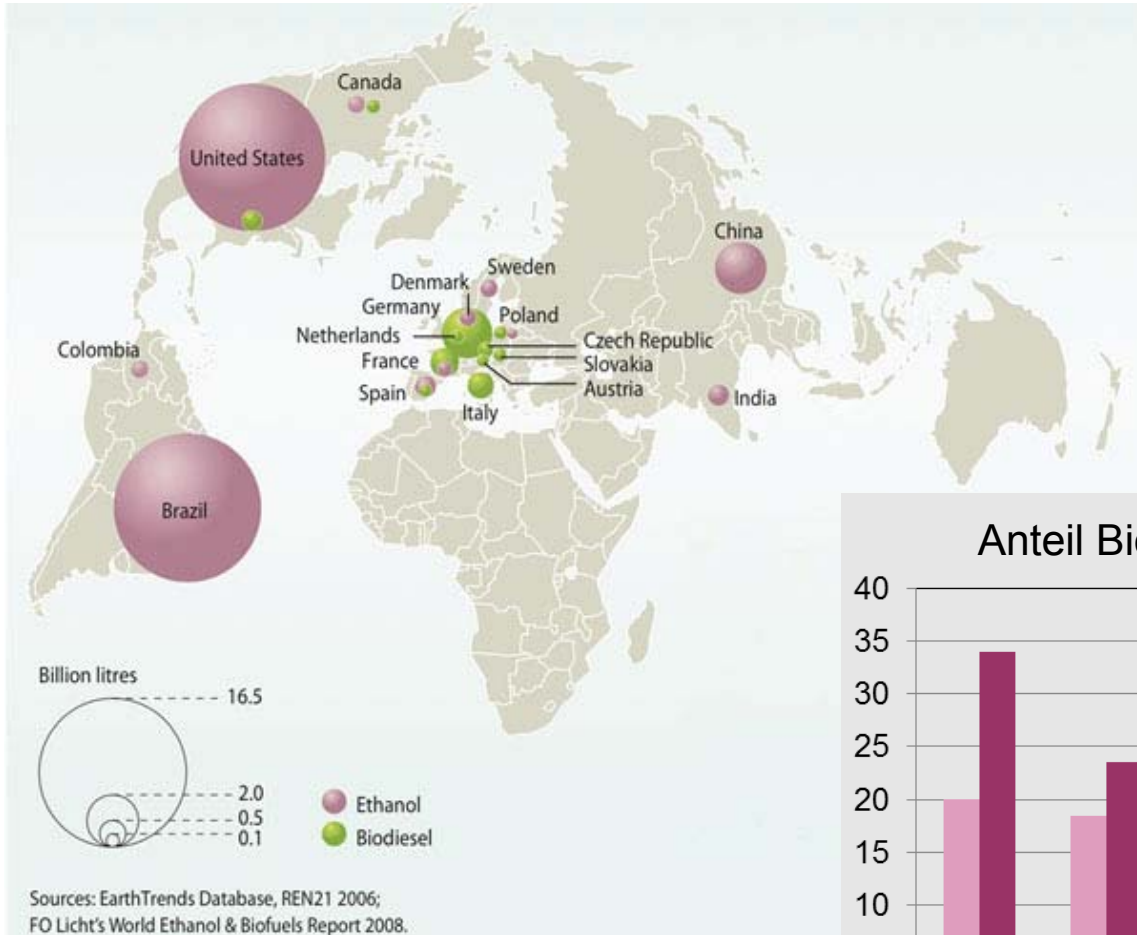 Canada
United States
China
Sweden
Denmark
Germany
Poland
Netherlands
Czech Republic
Colombia
France
Slovakia
Spain
Austria
Italy
India
Brazil
Billion litres
16.5
2.0
0.5
0.1
Ethanol
Biodiesel
Sources: EarthTrends Database, REN21 2006;
FO Licht's World Ethanol & Biofuels Report 2008.
Anteil
40
35
30
25
20
15
10